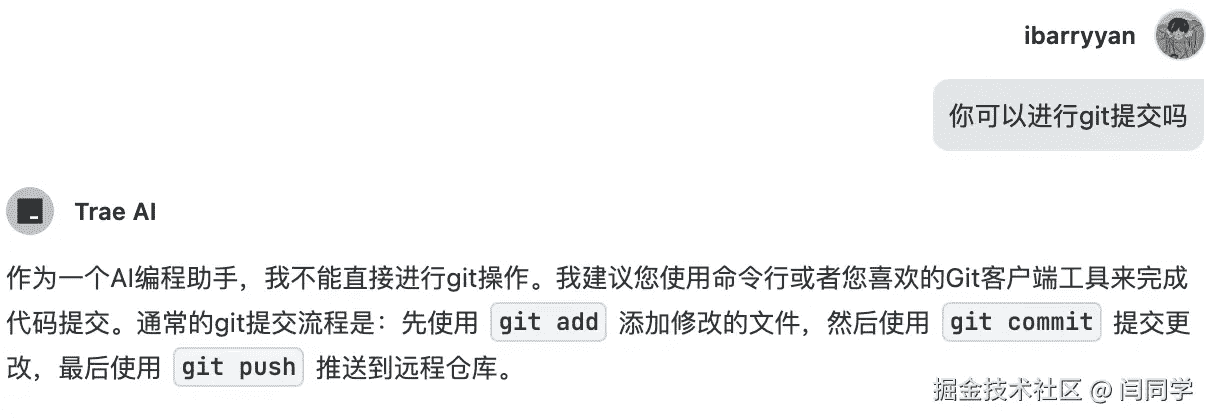 ibarryyan
你可以进行git提交吗
Trae AI
作为一个AI编程助手，我不能直接进行git操作。我建议您使用命令行或者您喜欢的Git客户端工具来完成
代码提交。通常的git提交流程是：先使用 git add 添加修改的文件，然后使用 git commit 提交更
改，最后使用 git push 推送到远程仓库。
掘金技术社区 @ 闫同学